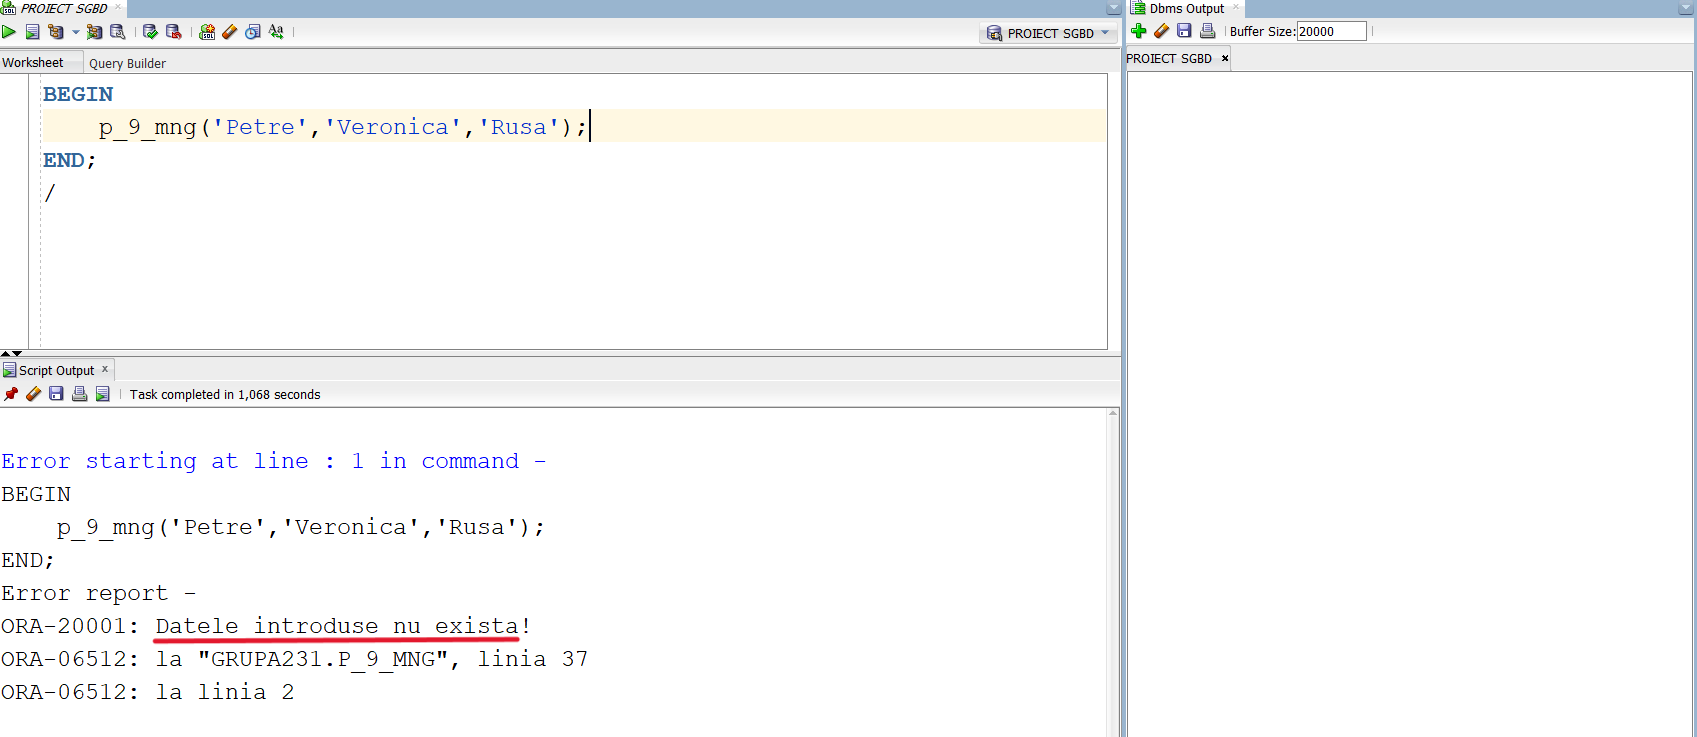 PROIECT SGBD
Aa
PROIECT SGBD
Worksheet
Query Builder
BEGIN
p_9_mng('Petre','Veronica','Rusa');
END;
/
Script Output
Task completed in 1,068 seconds
Error starting at line : 1 in command -
BEGIN
p_9_mng('Petre','Veronica','Rusa');
END;
Error report -
ORA-20001: Datele introduse nu exista!
ORA-06512: la "GRUPA231.P_9_MNG", linia 37
ORA-06512: la linia 2
Dbms Output
Buffer Size: 20000
PROIECT SGBD